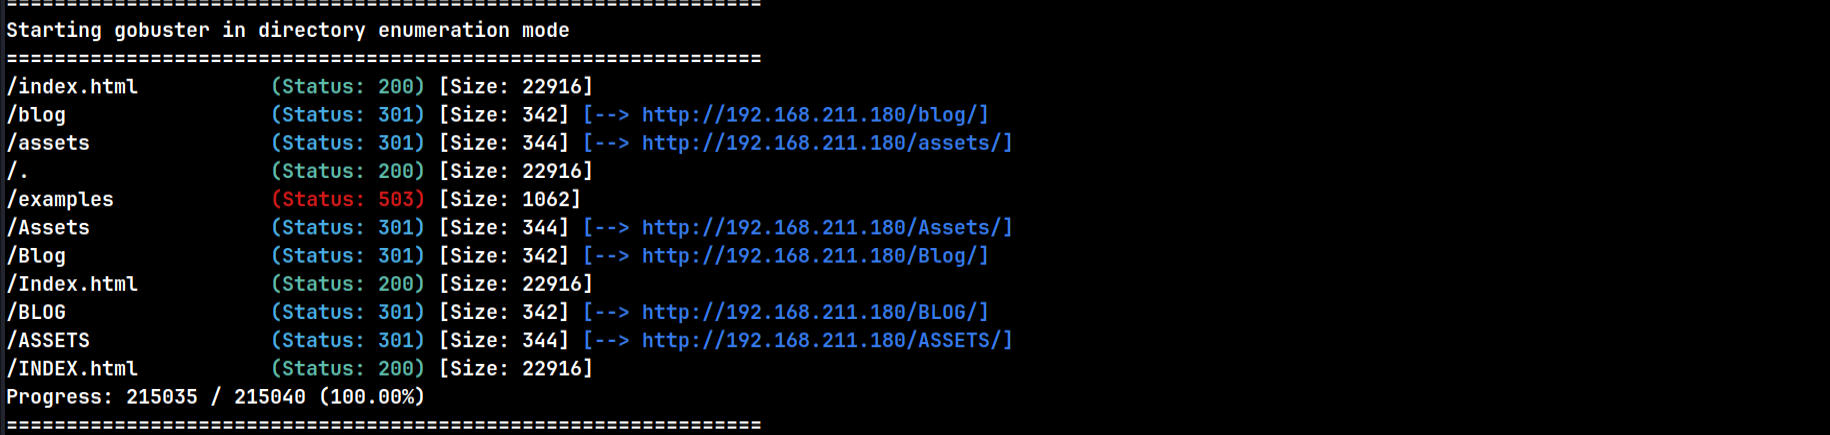 ===============================================================
Starting gobuster in directory enumeration mode
===============================================================
/index.html           (Status: 200) [Size: 22916]
/blog                 (Status: 301) [Size: 342] [--> http://192.168.211.180/blog/]
/assets               (Status: 301) [Size: 344] [--> http://192.168.211.180/assets/]
/.                    (Status: 200) [Size: 22916]
/examples             (Status: 503) [Size: 1062]
/Assets               (Status: 301) [Size: 344] [--> http://192.168.211.180/Assets/]
/Blog                 (Status: 301) [Size: 342] [--> http://192.168.211.180/Blog/]
/Index.html           (Status: 200) [Size: 22916]
/BLOG                 (Status: 301) [Size: 342] [--> http://192.168.211.180/BLOG/]
/ASSETS               (Status: 301) [Size: 344] [--> http://192.168.211.180/ASSETS/]
/INDEX.html           (Status: 200) [Size: 22916]
Progress: 215035 / 215040 (100.00%)
===============================================================